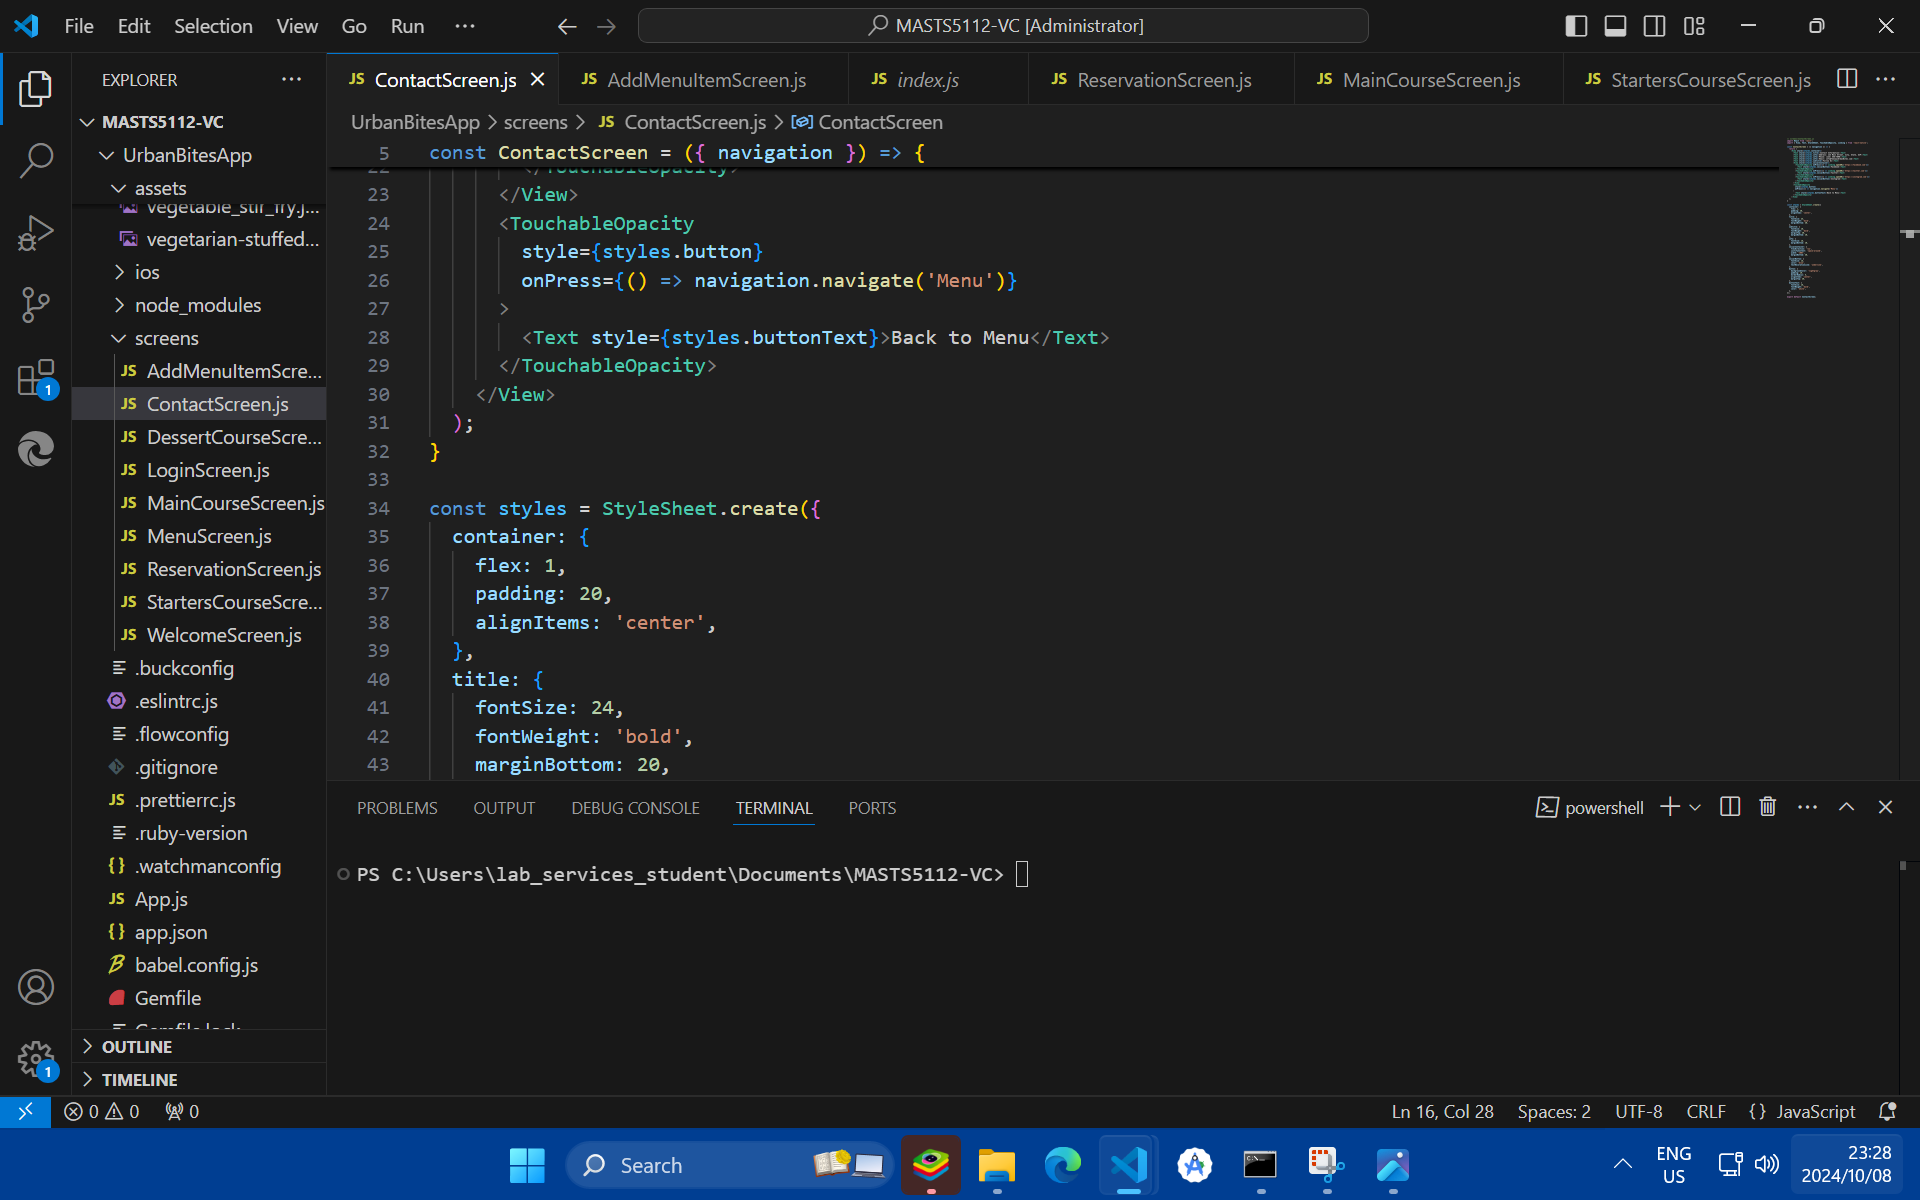 File Edit Selection View Go Run ···
MASTS5112-VC [Administrator]
EXPLORER
JS ContactScreen.js
JS AddMenuItemScreen.js
JS index.js
JS ReservationScreen.js
JS MainCourseScreen.js
JS StartersCourseScreen.js
MASTS5112-VC
UrbanBitesApp
assets
vegetable_stir_fry.j...
vegetarian-stuffed...
ios
node_modules
screens
JS AddMenuItemScre...
JS ContactScreen.js
JS DessertCourseScre...
JS LoginScreen.js
JS MainCourseScreen.js
JS MenuScreen.js
JS ReservationScreen.js
JS StartersCourseScre...
JS WelcomeScreen.js
.buckconfig
.eslintrc.js
.flowconfig
.gitignore
JS .prettierrc.js
.ruby-version
{} .watchmanconfig
JS App.js
{} app.json
babel.config.js
Gemfile
Gemfile.lock
OUTLINE
TIMELINE
UrbanBitesApp > screens > JS ContactScreen.js > ContactScreen
5 const ContactScreen = ({ navigation }) => {
22 </TouchableOpacity>
23 </View>
24 <TouchableOpacity
25 style={styles.button}
26 onPress={() => navigation.navigate('Menu')}
27 >
28 <Text style={styles.buttonText}>Back to Menu</Text>
29 </TouchableOpacity>
30 </View>
31 );
32 }
33
34 const styles = StyleSheet.create({
35 container: {
36 flex: 1,
37 padding: 20,
38 alignItems: 'center',
39 },
40 title: {
41 fontSize: 24,
42 fontWeight: 'bold',
43 marginBottom: 20,
PROBLEMS OUTPUT DEBUG CONSOLE TERMINAL PORTS
powershell
PS C:\Users\lab_services_student\Documents\MASTS5112-VC>
1
1
0 0 0
Ln 16, Col 28 Spaces: 2 UTF-8 CRLF {} JavaScript
Search
ENG
US
23:28
2024/10/08